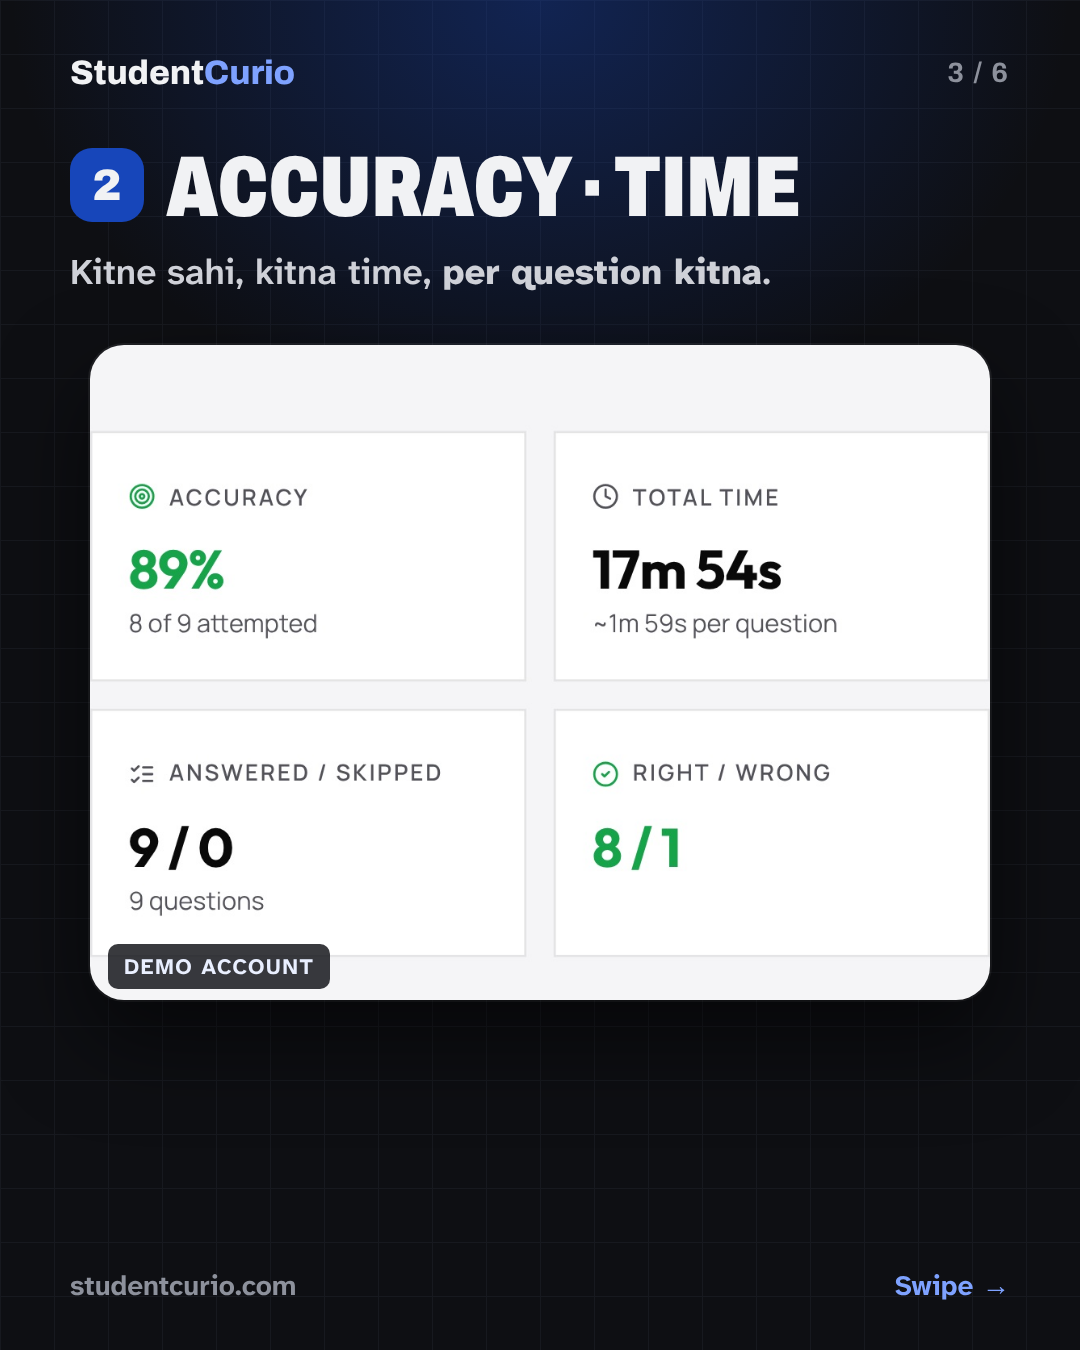 StudentCurio
3 / 6
2 ACCURACY · TIME
Kitne sahi, kitna time, per question kitna.
ACCURACY
89%
8 of 9 attempted
TOTAL TIME
17m 54s
~1m 59s per question
ANSWERED / SKIPPED
9 / 0
9 questions
RIGHT / WRONG
8 / 1
DEMO ACCOUNT
studentcurio.com
Swipe →